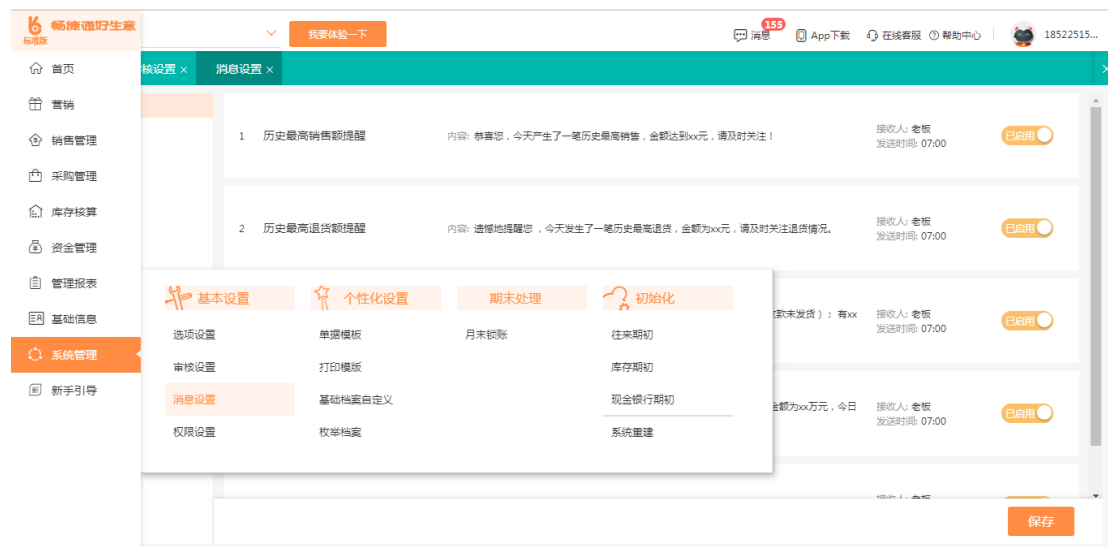 畅捷通好生意
标准版
我要体验一下
155
消息
App下载
在线客服
帮助中心
18522515...
首页
营销
销售管理
采购管理
库存核算
资金管理
管理报表
基础信息
系统管理
新手引导
核设置 ×
消息设置 ×
1 历史最高销售额提醒 内容: 恭喜您，今天产生了一笔历史最高销售，金额达到xx元，请及时关注！
接收人: 老板
发送时间: 07:00
已启用
2 历史最高退货额提醒 内容: 遗憾地提醒您 ，今天发生了一笔历史最高退货，金额为xx元，请及时关注退货情况。
接收人: 老板
发送时间: 07:00
已启用
款未发货）；有xx
接收人: 老板
发送时间: 07:00
已启用
金额为xx万元，今日
接收人: 老板
发送时间: 07:00
已启用
基本设置
选项设置
审核设置
消息设置
权限设置
个性化设置
单据模板
打印模版
基础档案自定义
枚举档案
期末处理
月末锁账
初始化
往来期初
库存期初
现金银行期初
系统重建
保存